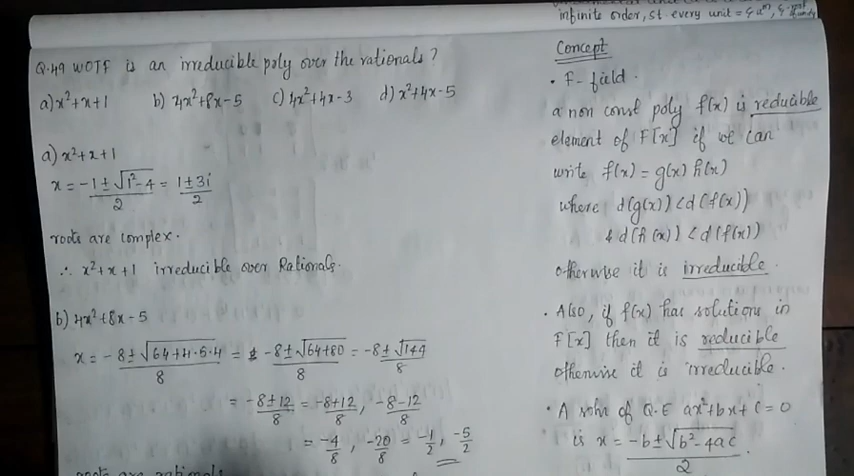 infinite order, s.t. every unit = ζ uⁿ, ζ-root of unity
Q.49 WOTF is an irreducible poly over the rationals?
a) x²+x+1 b) 4x²+8x-5 c) 4x²+4x-3 d) x²+4x-5
a) x²+x+1
x = -1 ± √(1²-4) / 2 = 1±3i / 2
roots are complex.
∴ x²+x+1 irreducible over Rationals.
b) 4x²+8x-5
x = -8 ± √(64+4·5·4) / 8 = -8 ± √(64+80) / 8 = -8 ± √144 / 8
= -8±12 / 8 = -8+12 / 8 , -8-12 / 8
= -4 / 8 , -20 / 8 = -1 / 2 , -5 / 2
Concept
• F - field.
a non const poly f(x) is reducible
element of F[x] if we can
write f(x) = g(x) h(x)
where d(g(x)) < d(f(x))
& d(h(x)) < d(f(x))
otherwise it is irreducible.
• Also, if f(x) has solutions in
F[x] then it is reducible
otherwise it is irreducible.
• A soln of Q.E ax²+bx+c=0
is x = -b ± √(b²-4ac) / 2 .